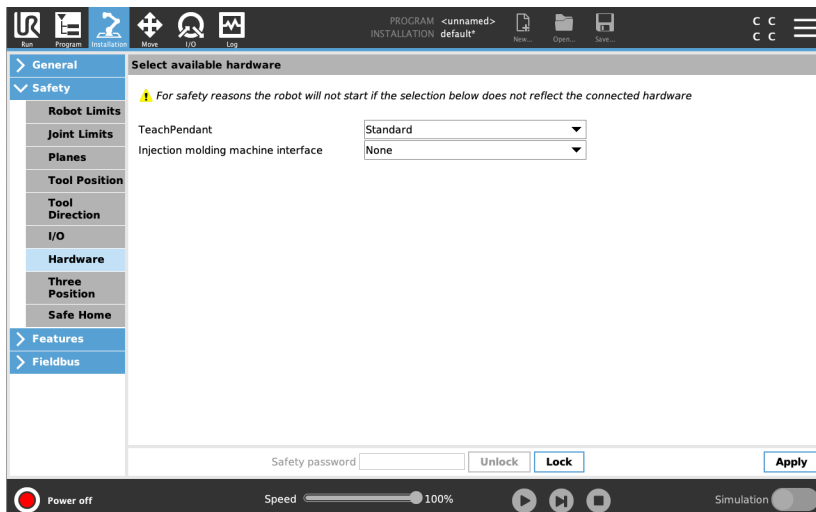 UR
Run
Program
Installation
Move
I/O
Log
PROGRAM <unnamed>
INSTALLATION default*
New...
Open...
Save...
C C
C C
General
Safety
Robot Limits
Joint Limits
Planes
Tool Position
Tool
Direction
I/O
Hardware
Three
Position
Safe Home
Features
Fieldbus
Select available hardware
For safety reasons the robot will not start if the selection below does not reflect the connected hardware
TeachPendant Standard
Injection molding machine interface None
Safety password Unlock Lock Apply
Power off Speed 100% Simulation